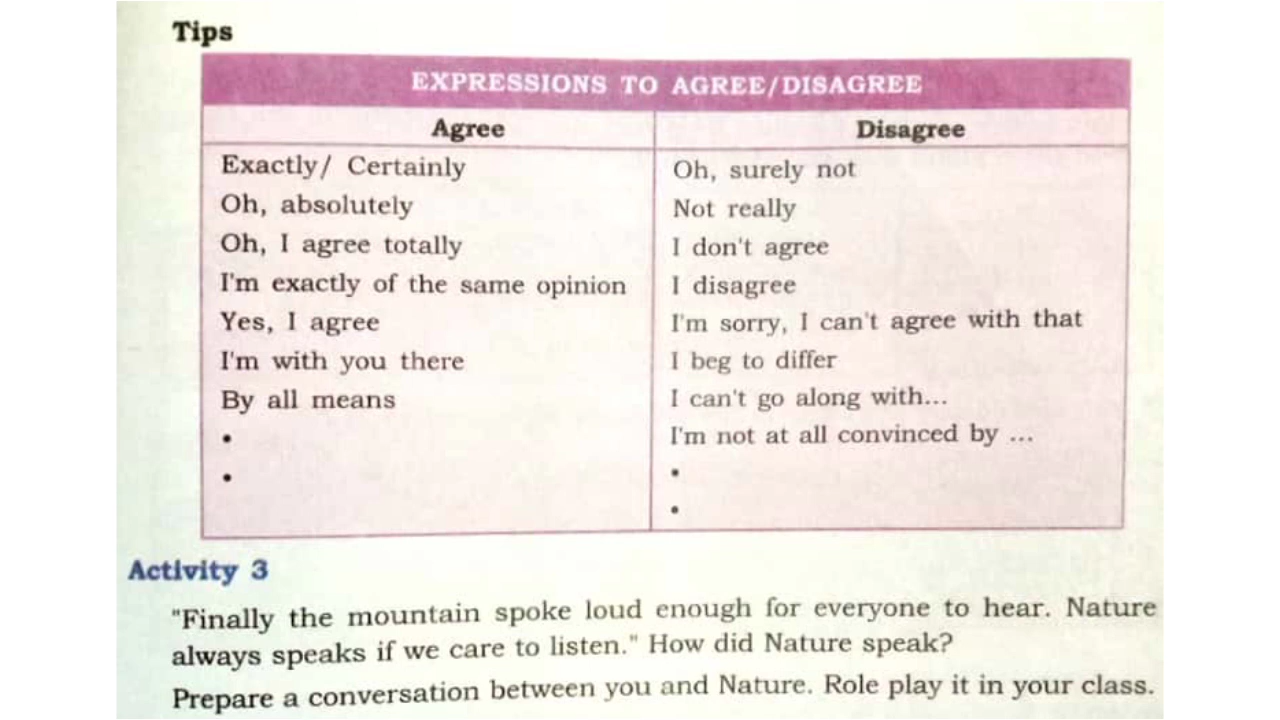 Tips
EXPRESSIONS TO AGREE/DISAGREE
Agree
Exactly/ Certainly
Oh, absolutely
Oh, I agree totally
I'm exactly of the same opinion
Yes, I agree
I'm with you there
By all means
•
•
Disagree
Oh, surely not
Not really
I don't agree
I disagree
I'm sorry, I can't agree with that
I beg to differ
I can't go along with...
I'm not at all convinced by ...
•
•
Activity 3
"Finally the mountain spoke loud enough for everyone to hear. Nature
always speaks if we care to listen." How did Nature speak?
Prepare a conversation between you and Nature. Role play it in your class.